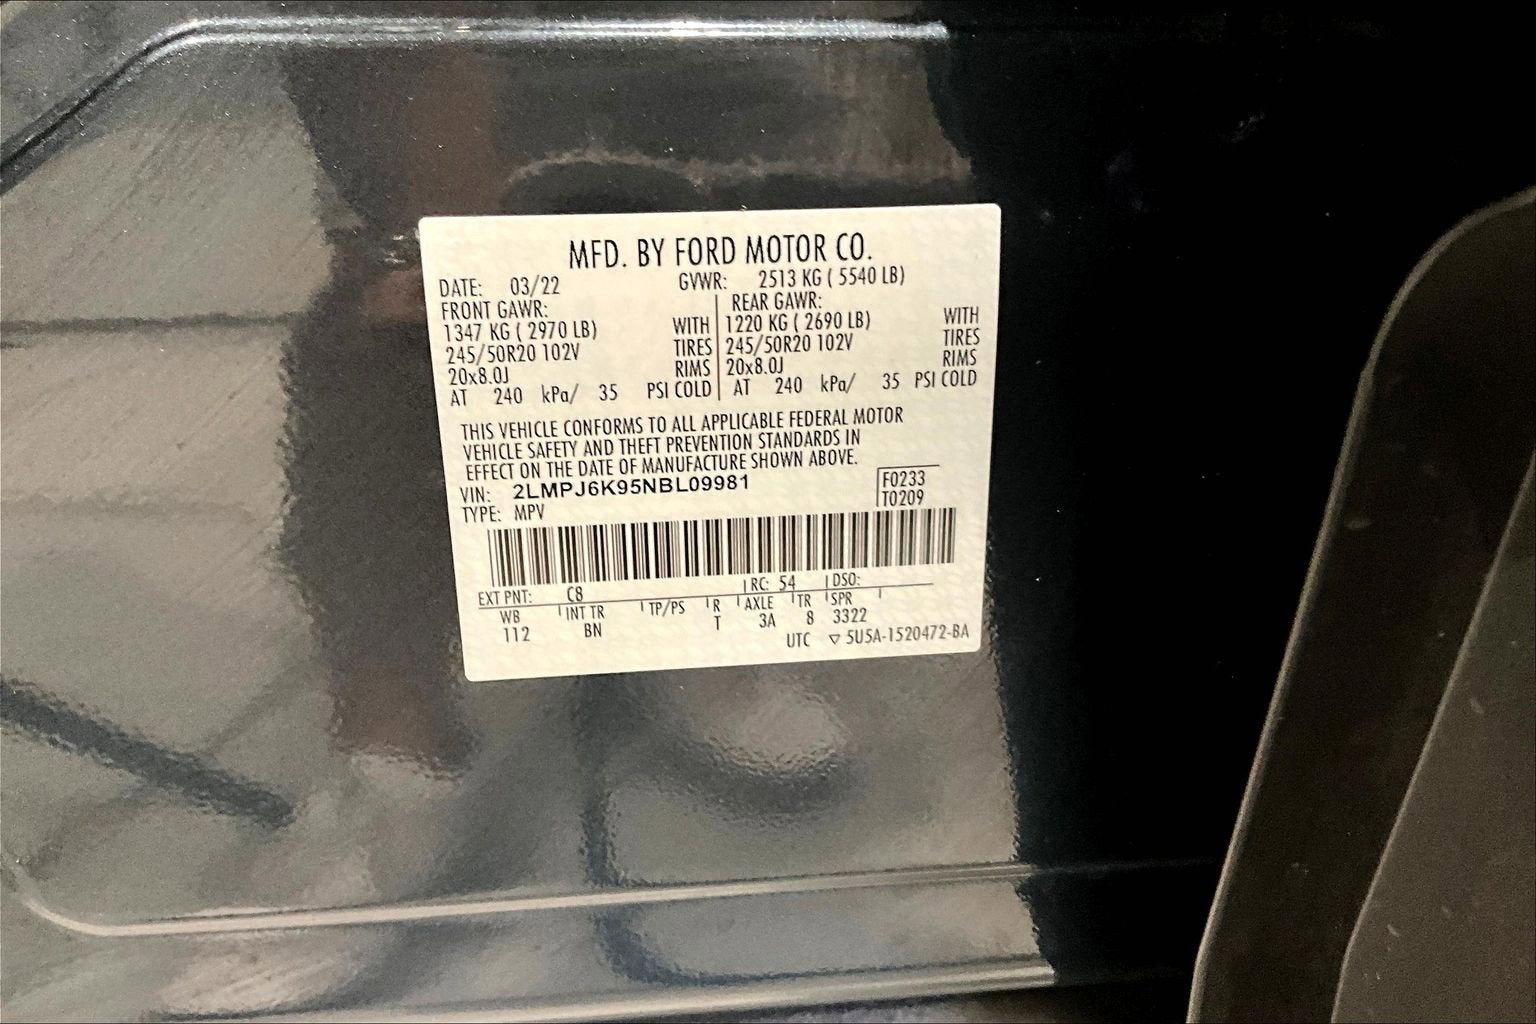 MFD. BY FORD MOTOR CO.
DATE: 03/22 GVWR: 2513 KG ( 5540 LB)
FRONT GAWR: REAR GAWR:
1347 KG ( 2970 LB) WITH 1220 KG ( 2690 LB) WITH
245/50R20 102V TIRES 245/50R20 102V TIRES
20x8.0J RIMS 20x8.0J RIMS
AT 240 kPa/ 35 PSI COLD AT 240 kPa/ 35 PSI COLD
THIS VEHICLE CONFORMS TO ALL APPLICABLE FEDERAL MOTOR
VEHICLE SAFETY AND THEFT PREVENTION STANDARDS IN
EFFECT ON THE DATE OF MANUFACTURE SHOWN ABOVE.
VIN: 2LMPJ6K95NBL09981 F0233
TYPE: MPV T0209
EXT PNT: C8 RC: 54 DSO:
WB INT TR TP/PS R AXLE TR SPR
112 BN T 3A 8 3322
UTC ▽ 5U5A-1520472-BA